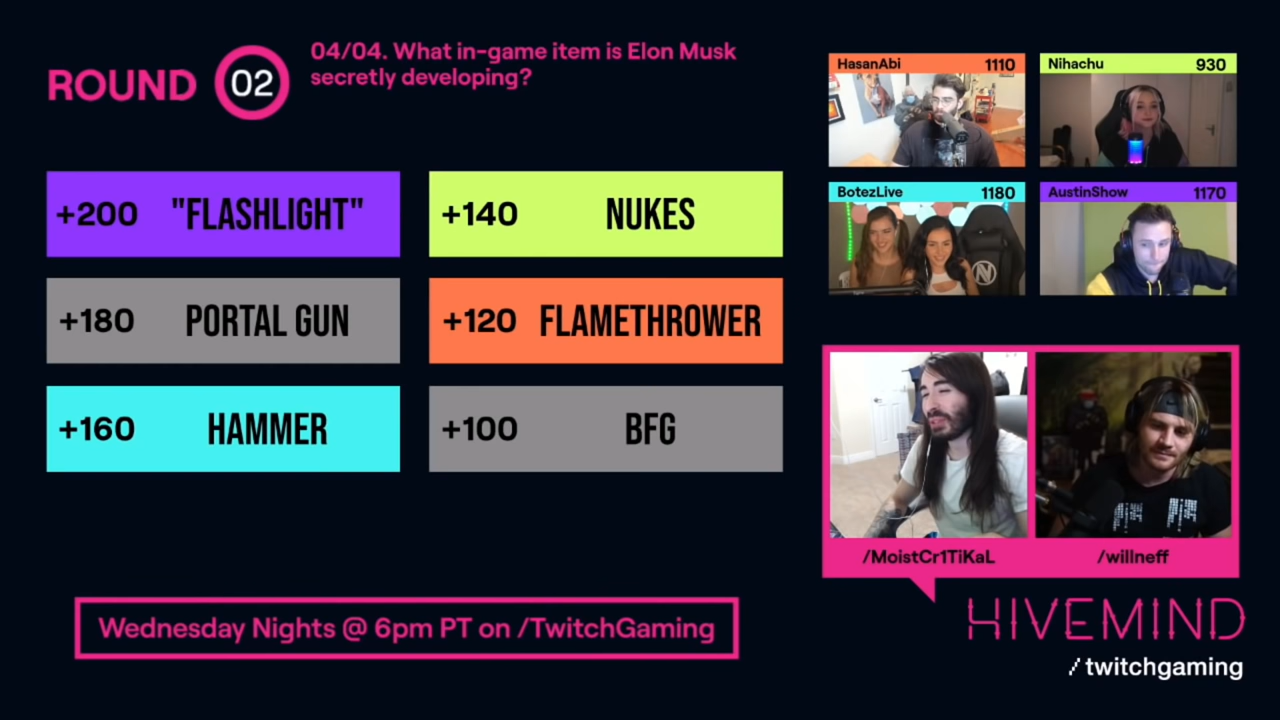 ROUND 02
04/04. What in-game item is Elon Musk
secretly developing?
+200 "FLASHLIGHT"
+140 NUKES
+180 PORTAL GUN
+120 FLAMETHROWER
+160 HAMMER
+100 BFG
HasanAbi 1110
Nihachu 930
BotezLive 1180
AustinShow 1170
/MoistCr1TiKaL
/willneff
Wednesday Nights @ 6pm PT on /TwitchGaming
HIVEMIND
/twitchgaming